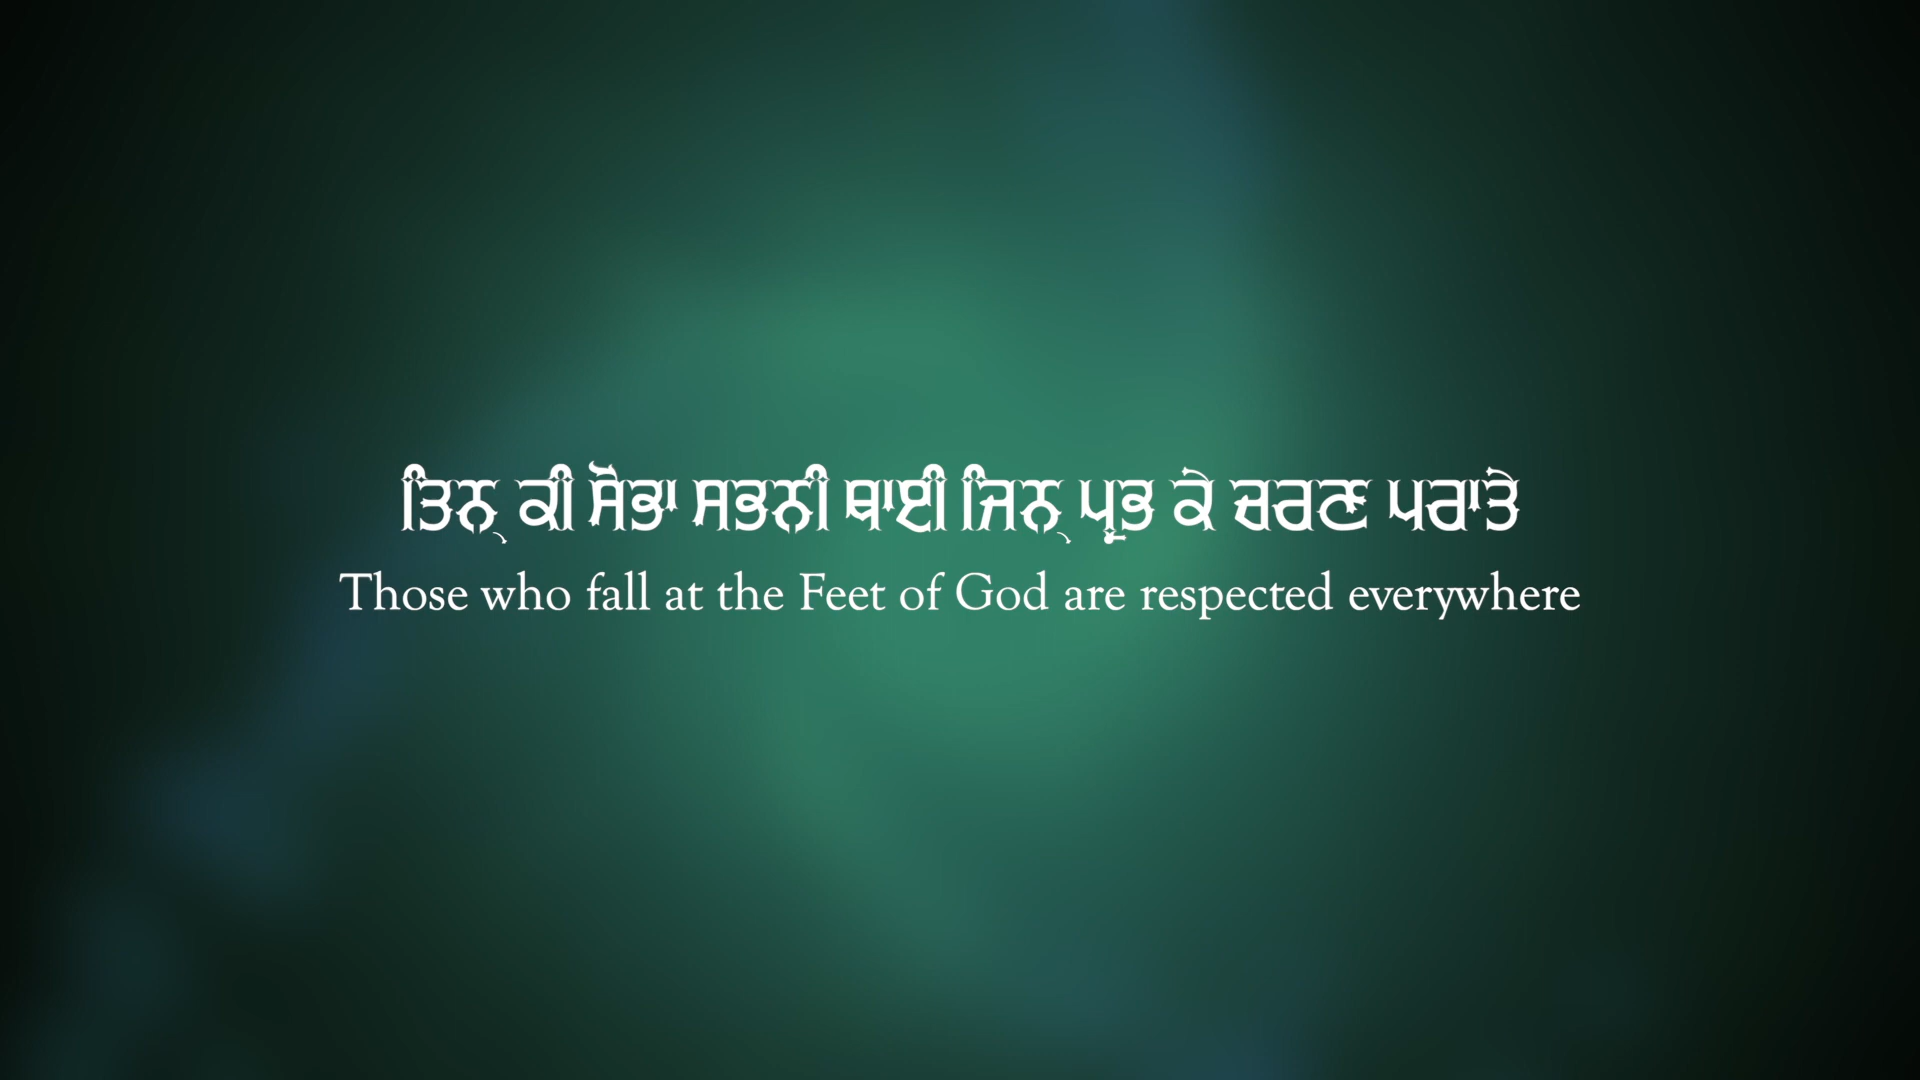 ਤਿਨ੍ ਕੀ ਸੋਭਾ ਸਭਨੀ ਥਾਈ ਜਿਨ੍ ਪ੍ਰਭ ਕੇ ਚਰਣ ਪਰਾਤੇ
Those who fall at the Feet of God are respected everywhere